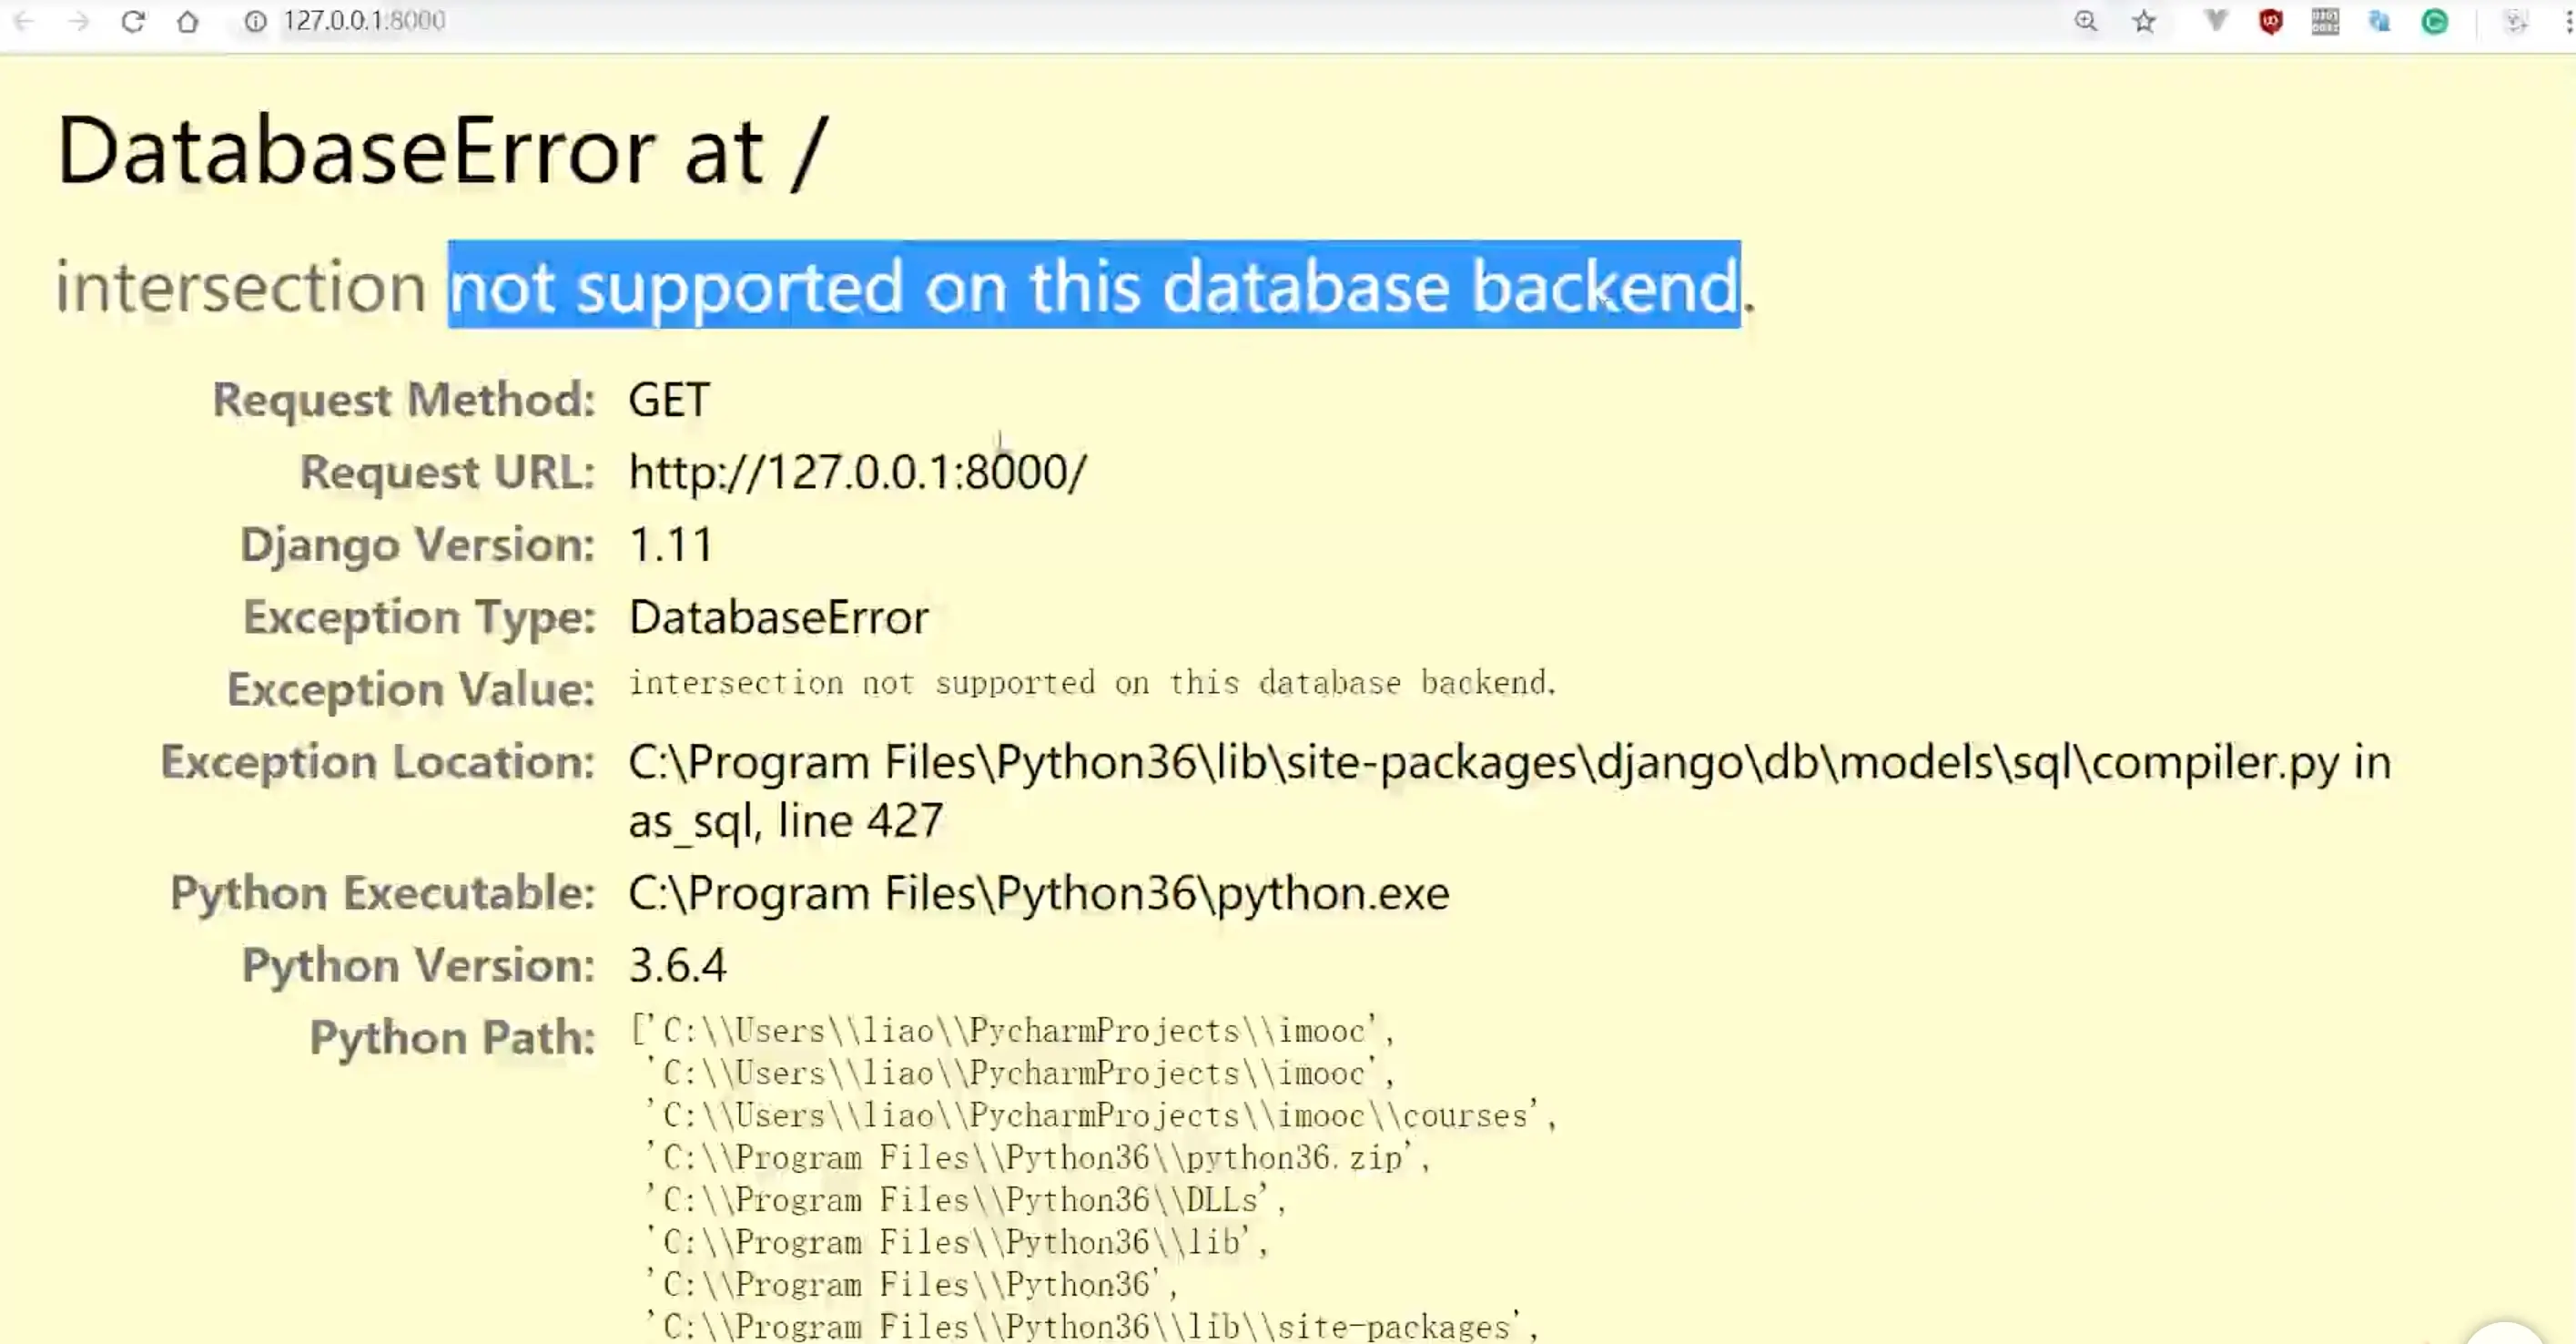 127.0.0.1:8000
DatabaseError at /
intersection not supported on this database backend.
Request Method: GET
Request URL: http://127.0.0.1:8000/
Django Version: 1.11
Exception Type: DatabaseError
Exception Value: intersection not supported on this database backend.
Exception Location: C:\Program Files\Python36\lib\site-packages\django\db\models\sql\compiler.py in
as_sql, line 427
Python Executable: C:\Program Files\Python36\python.exe
Python Version: 3.6.4
Python Path: ['C:\\Users\\liao\\PycharmProjects\\imooc',
'C:\\Users\\liao\\PycharmProjects\\imooc',
'C:\\Users\\liao\\PycharmProjects\\imooc\\courses',
'C:\\Program Files\\Python36\\python36.zip',
'C:\\Program Files\\Python36\\DLLs',
'C:\\Program Files\\Python36\\lib',
'C:\\Program Files\\Python36',
'C:\\Program Files\\Python36\\lib\\site-packages',